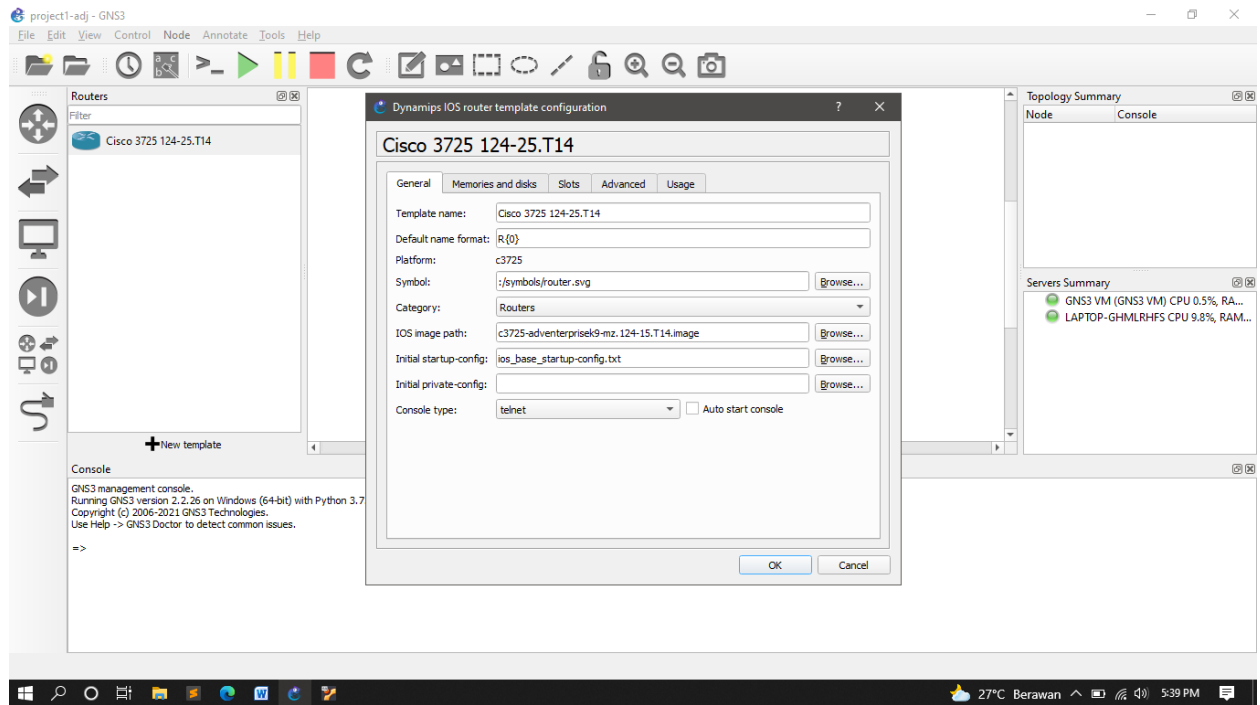 project1-adj - GNS3
File Edit View Control Node Annotate Tools Help
Routers
Filter
Cisco 3725 124-25.T14
New template
Dynamips IOS router template configuration
Cisco 3725 124-25.T14
General Memories and disks Slots Advanced Usage
Template name: Cisco 3725 124-25.T14
Default name format: R{0}
Platform: c3725
Symbol: :/symbols/router.svg Browse...
Category: Routers
IOS image path: c3725-adventerprisek9-mz.124-15.T14.image Browse...
Initial startup-config: ios_base_startup-config.txt Browse...
Initial private-config: Browse...
Console type: telnet Auto start console
OK Cancel
Topology Summary
Node Console
Servers Summary
GNS3 VM (GNS3 VM) CPU 0.5%, RA...
LAPTOP-GHMLRHFS CPU 9.8%, RAM...
Console
GNS3 management console.
Running GNS3 version 2.2.26 on Windows (64-bit) with Python 3.7
Copyright (c) 2006-2021 GNS3 Technologies.
Use Help -> GNS3 Doctor to detect common issues.
=>
27°C Berawan 5:39 PM